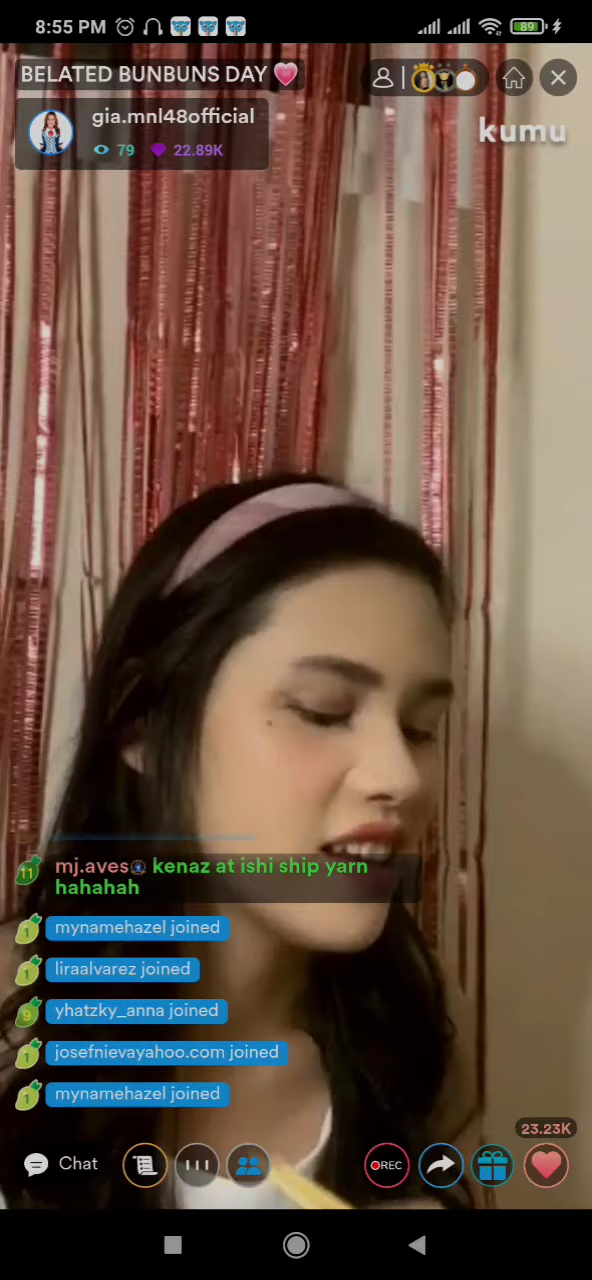 8:55 PM
89
BELATED BUNBUNS DAY
gia.mnl48official
79
22.89K
kumu
11
mj.aves kenaz at ishi ship yarn
hahahah
1
mynamehazel joined
1
liraalvarez joined
9
yhatzky_anna joined
1
josefnievayahoo.com joined
1
mynamehazel joined
23.23K
Chat
REC